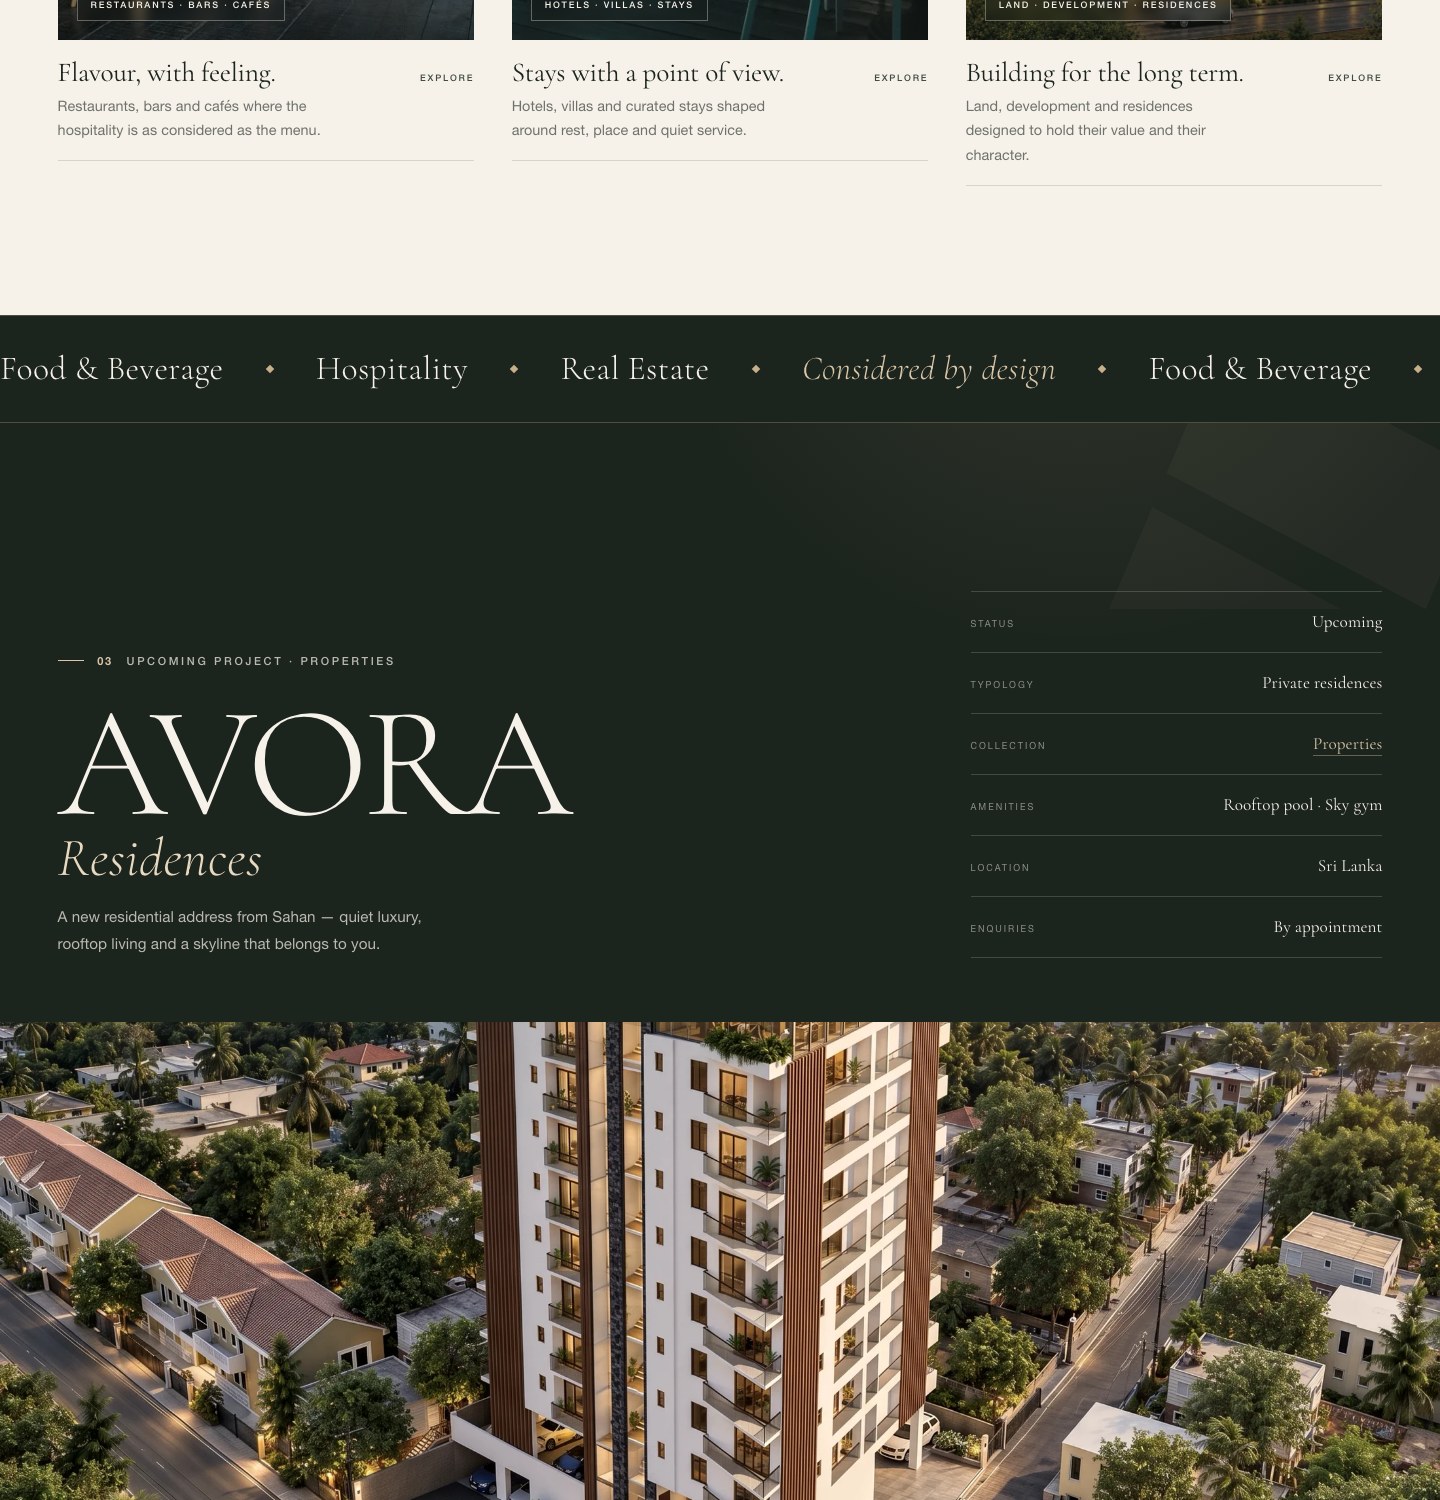 RESTAURANTS · BARS · CAFÉS
HOTELS · VILLAS · STAYS
LAND · DEVELOPMENT · RESIDENCES
Flavour, with feeling.
EXPLORE
Restaurants, bars and cafés where the
hospitality is as considered as the menu.
Stays with a point of view.
EXPLORE
Hotels, villas and curated stays shaped
around rest, place and quiet service.
Building for the long term.
EXPLORE
Land, development and residences
designed to hold their value and their
character.
Food & Beverage ◆ Hospitality ◆ Real Estate ◆ Considered by design ◆ Food & Beverage ◆
03 UPCOMING PROJECT · PROPERTIES
AVORA
Residences
A new residential address from Sahan — quiet luxury,
rooftop living and a skyline that belongs to you.
STATUS Upcoming
TYPOLOGY Private residences
COLLECTION Properties
AMENITIES Rooftop pool · Sky gym
LOCATION Sri Lanka
ENQUIRIES By appointment